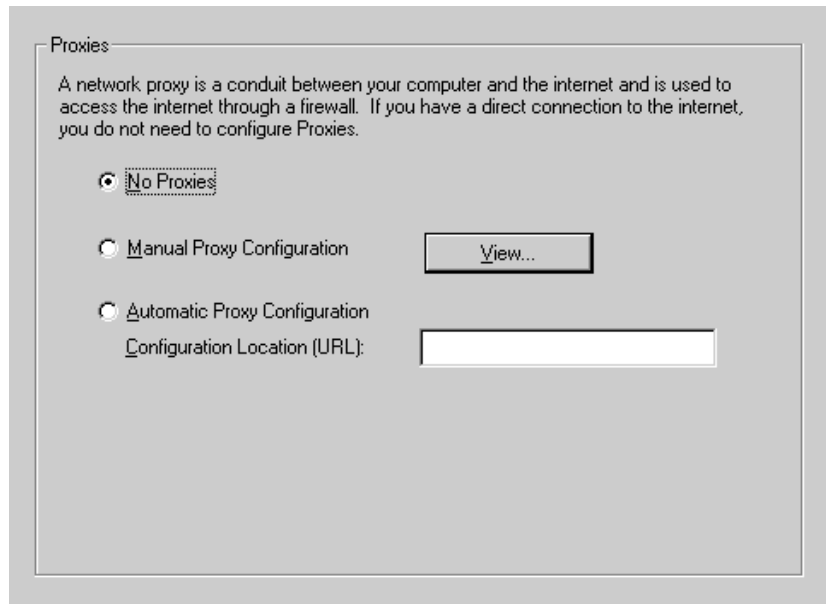 Proxies
A network proxy is a conduit between your computer and the internet and is used to
access the internet through a firewall.  If you have a direct connection to the internet,
you do not need to configure Proxies.
No Proxies
Manual Proxy Configuration
View...
Automatic Proxy Configuration
Configuration Location (URL):